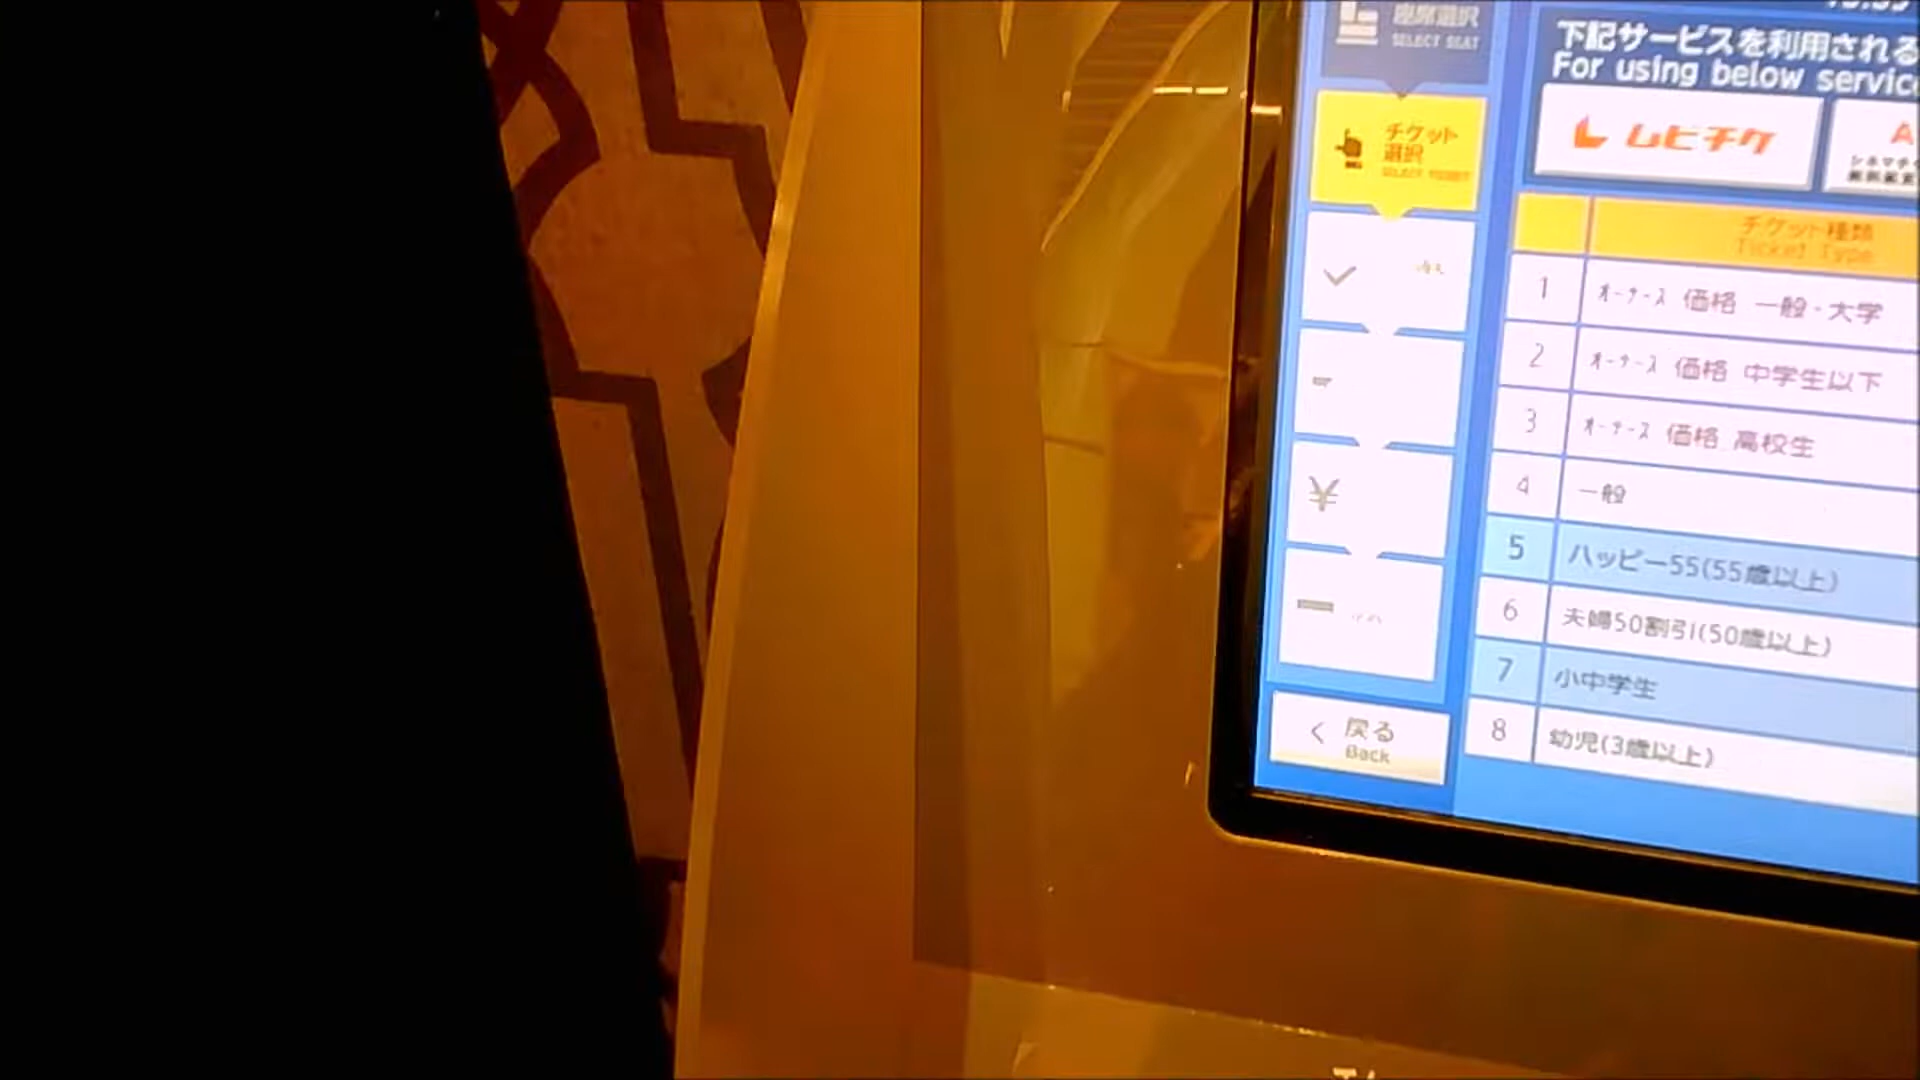 座席選択
SELECT SEAT
下記サービスを利用される
For using below servic
チケット
選択
SELECT TICKET
ムビチケ
A
チケット種類
Ticket Type
1 オーナーズ 価格 一般・大学
2 オーナーズ 価格 中学生以下
3 オーナーズ 価格 高校生
4 一般
5 ハッピー55(55歳以上)
6 夫婦50割引(50歳以上)
7 小中学生
8 幼児(3歳以上)
¥
< 戻る
Back